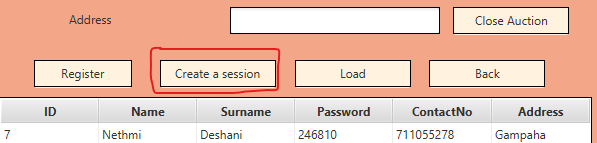 Address Close Auction
Register Create a session Load Back
ID Name Surname Password ContactNo Address
7 Nethmi Deshani 246810 711055278 Gampaha